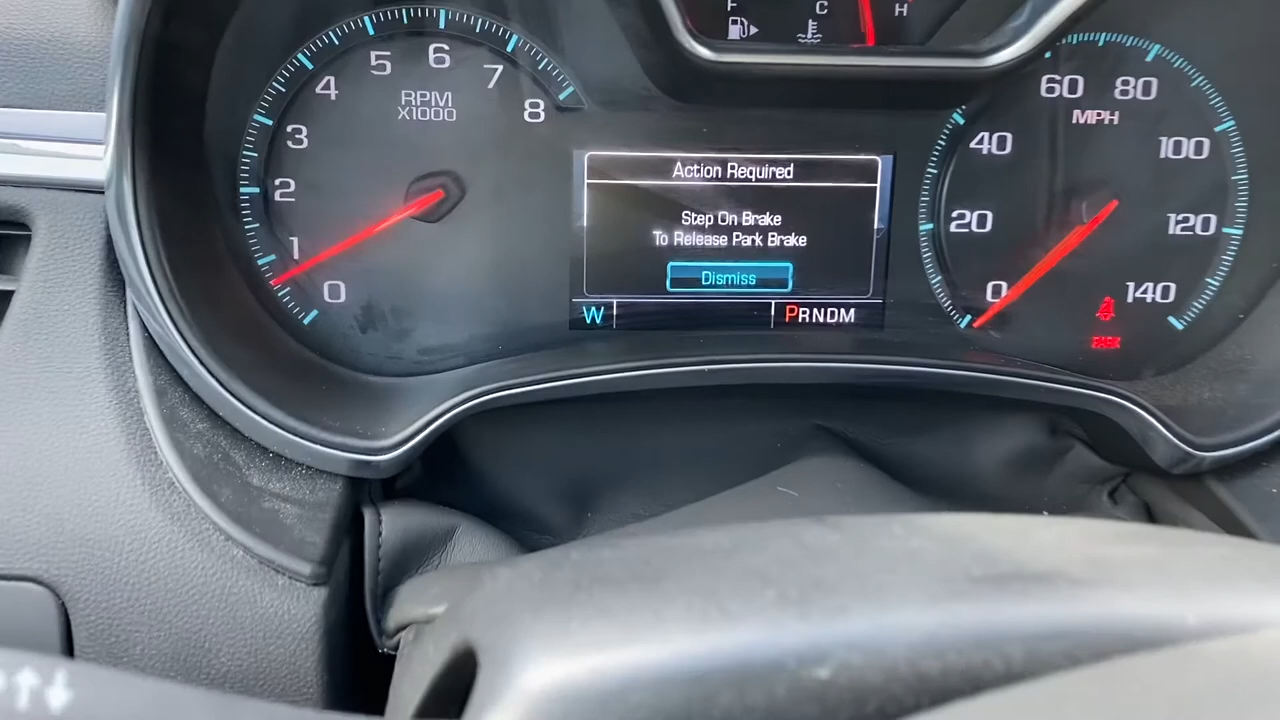 F C H
4 5 6 7 8
3
2
1
0
RPM
X1000
Action Required
Step On Brake
To Release Park Brake
Dismiss
W PRNDM
60 80
MPH
40 100
20 120
0 140
PARK